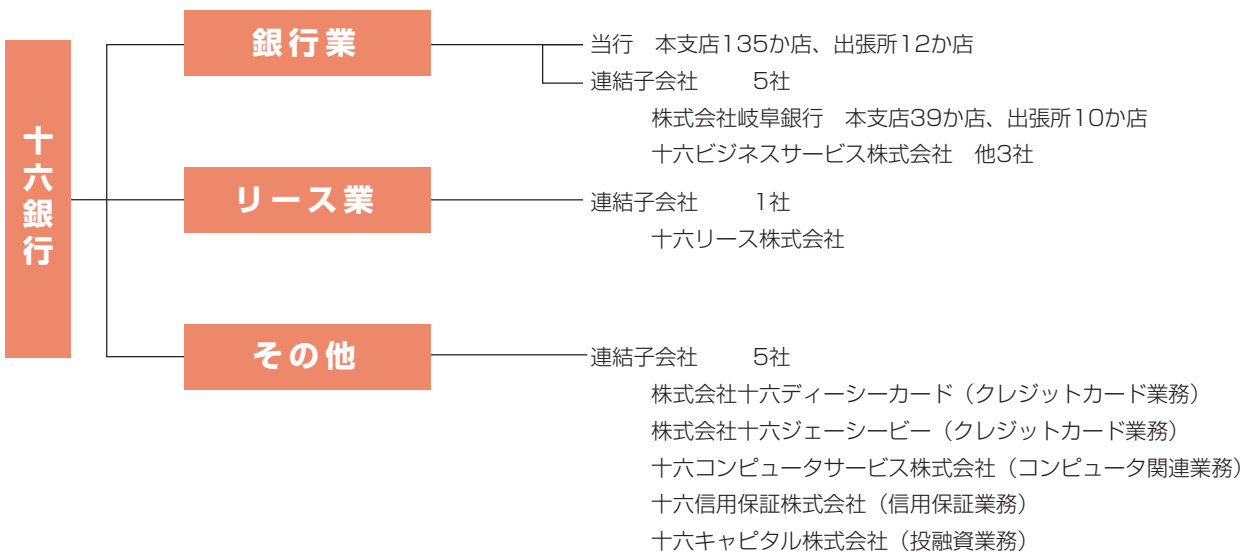 十六銀行
銀行業
当行　本支店135か店、出張所12か店
連結子会社　5社
株式会社岐阜銀行　本支店39か店、出張所10か店
十六ビジネスサービス株式会社　他3社
リース業
連結子会社　1社
十六リース株式会社
その他
連結子会社　5社
株式会社十六ディーシーカード（クレジットカード業務）
株式会社十六ジェーシービー（クレジットカード業務）
十六コンピュータサービス株式会社（コンピュータ関連業務）
十六信用保証株式会社（信用保証業務）
十六キャピタル株式会社（投融資業務）